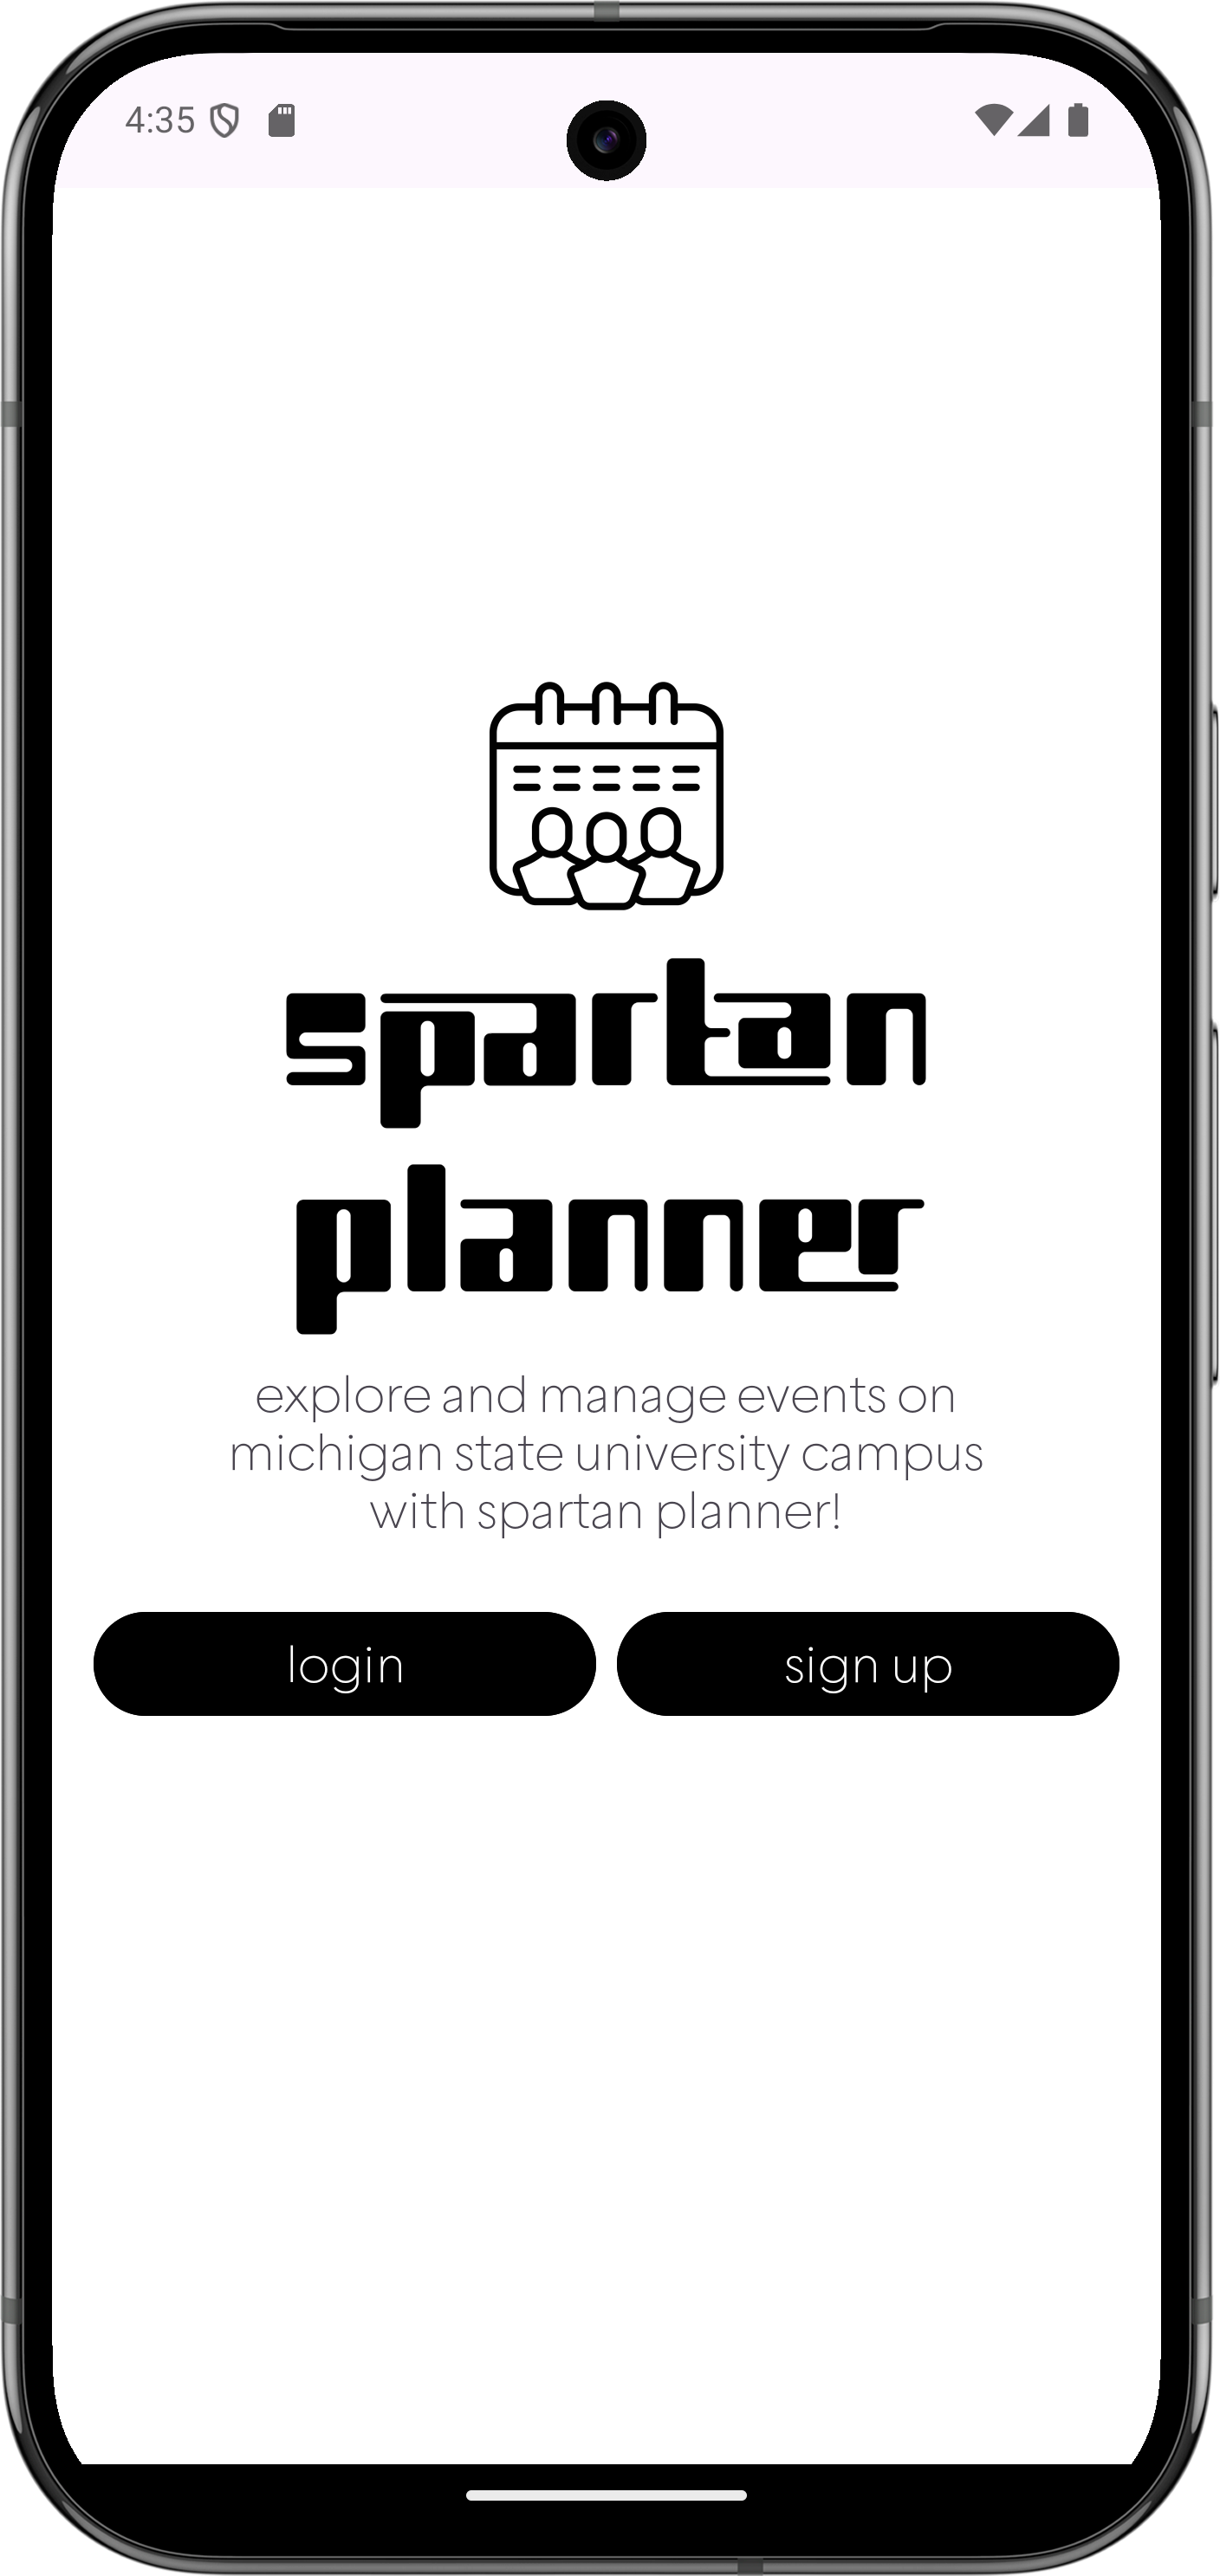 4:35
spartan
planner
explore and manage events on
michigan state university campus
with spartan planner!
login
sign up